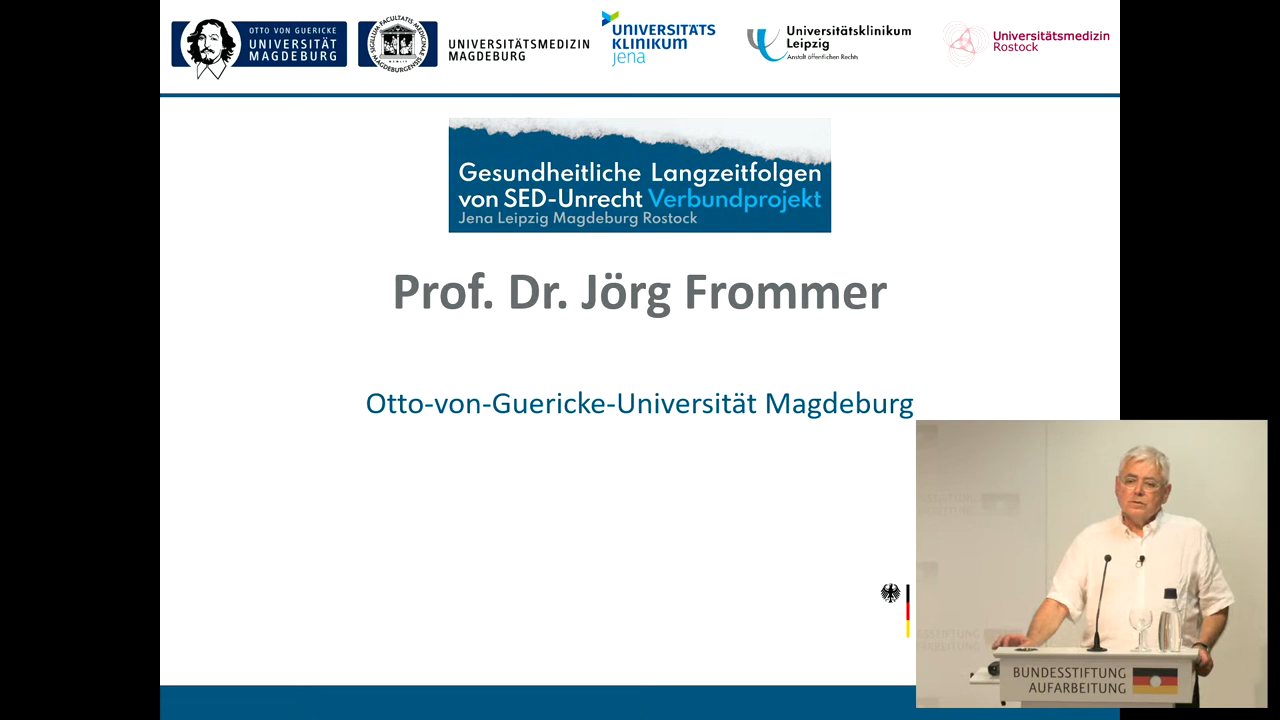 OTTO VON GUERICKE
UNIVERSITÄT
MAGDEBURG
UNIVERSITÄTSMEDIZIN
MAGDEBURG
UNIVERSITÄTS
KLINIKUM
jena
Universitätsklinikum
Leipzig
Anstalt öffentlichen Rechts
Universitätsmedizin
Rostock
Gesundheitliche Langzeitfolgen
von SED-Unrecht Verbundprojekt
Jena Leipzig Magdeburg Rostock
Prof. Dr. Jörg Frommer
Otto-von-Guericke-Universität Magdeburg
BUNDESSTIFTUNG
AUFARBEITUNG